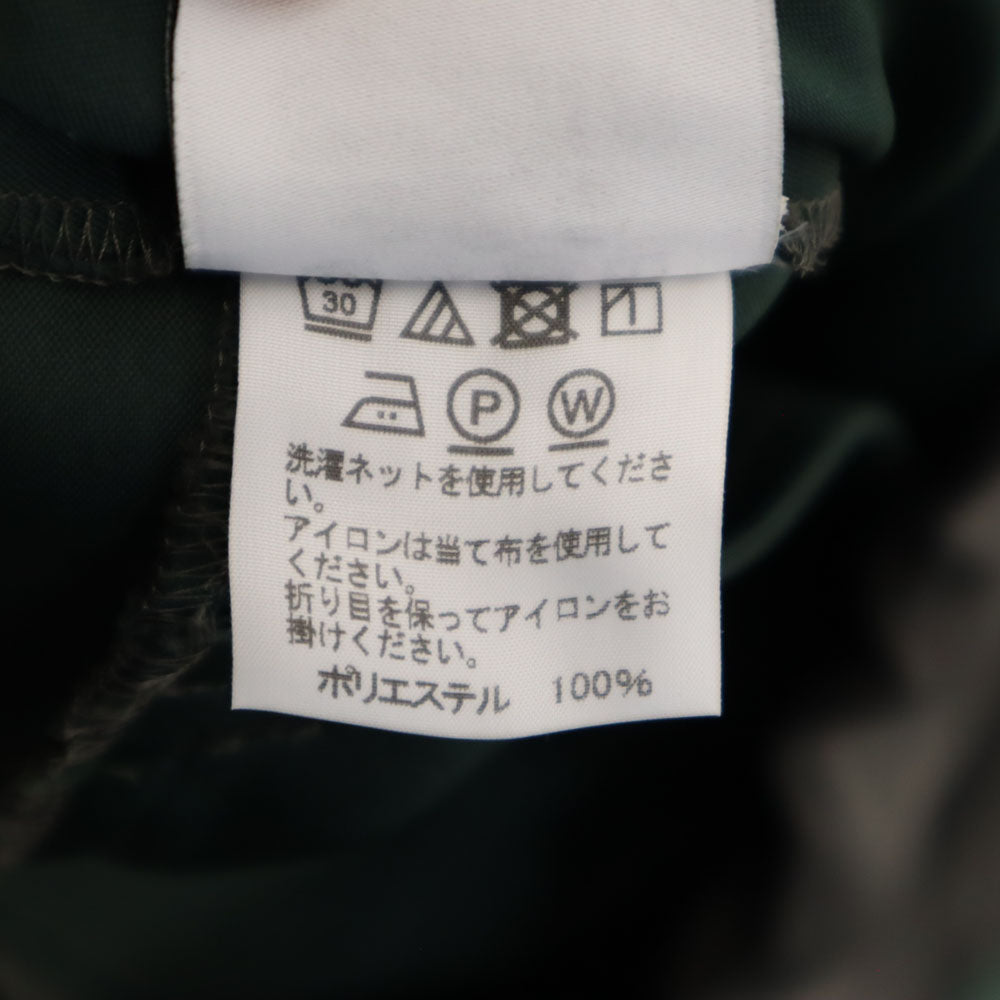 30
P W
洗濯ネットを使用してくださ
い。
アイロンは当て布を使用して
ください。
折り目を保ってアイロンをお
掛けください。
ポリエステル 100%